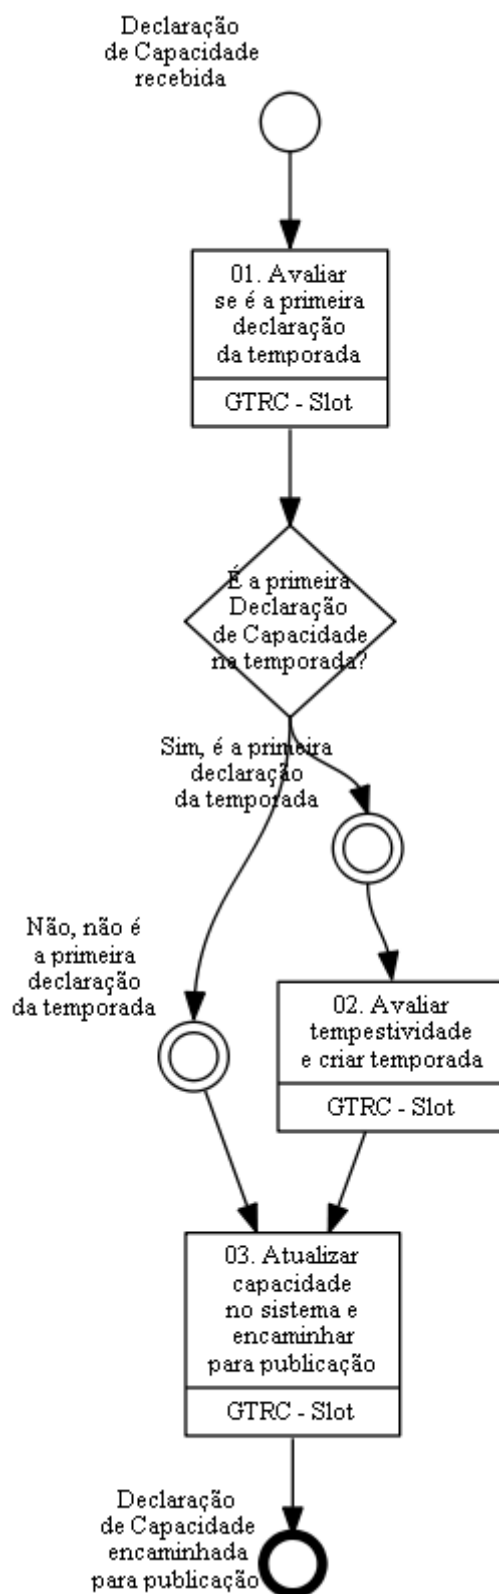 Declaração
de Capacidade
recebida
01. Avaliar
se é a primeira
declaração
da temporada
GTRC - Slot
É a primeira
Declaração
de Capacidade
na temporada?
Sim, é a primeira
declaração
da temporada
Não, não é
a primeira
declaração
da temporada
02. Avaliar
tempestividade
e criar temporada
GTRC - Slot
03. Atualizar
capacidade
no sistema e
encaminhar
para publicação
GTRC - Slot
Declaração
de Capacidade
encaminhada
para publicação